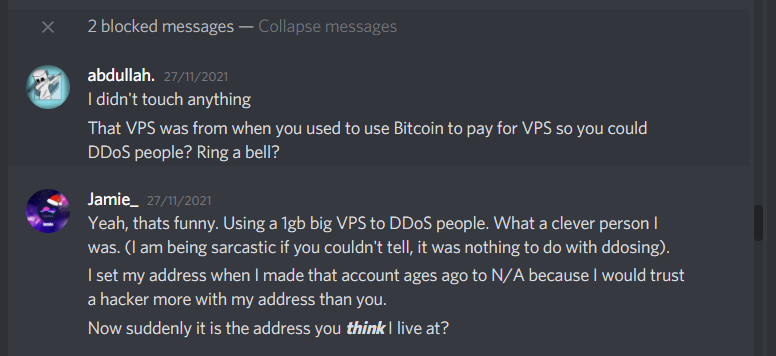 2 blocked messages — Collapse messages
abdullah. 27/11/2021
I didn't touch anything
That VPS was from when you used to use Bitcoin to pay for VPS so you could
DDoS people? Ring a bell?
Jamie_ 27/11/2021
Yeah, thats funny. Using a 1gb big VPS to DDoS people. What a clever person I
was. (I am being sarcastic if you couldn't tell, it was nothing to do with ddosing).
I set my address when I made that account ages ago to N/A because I would trust
a hacker more with my address than you.
Now suddenly it is the address you think I live at?